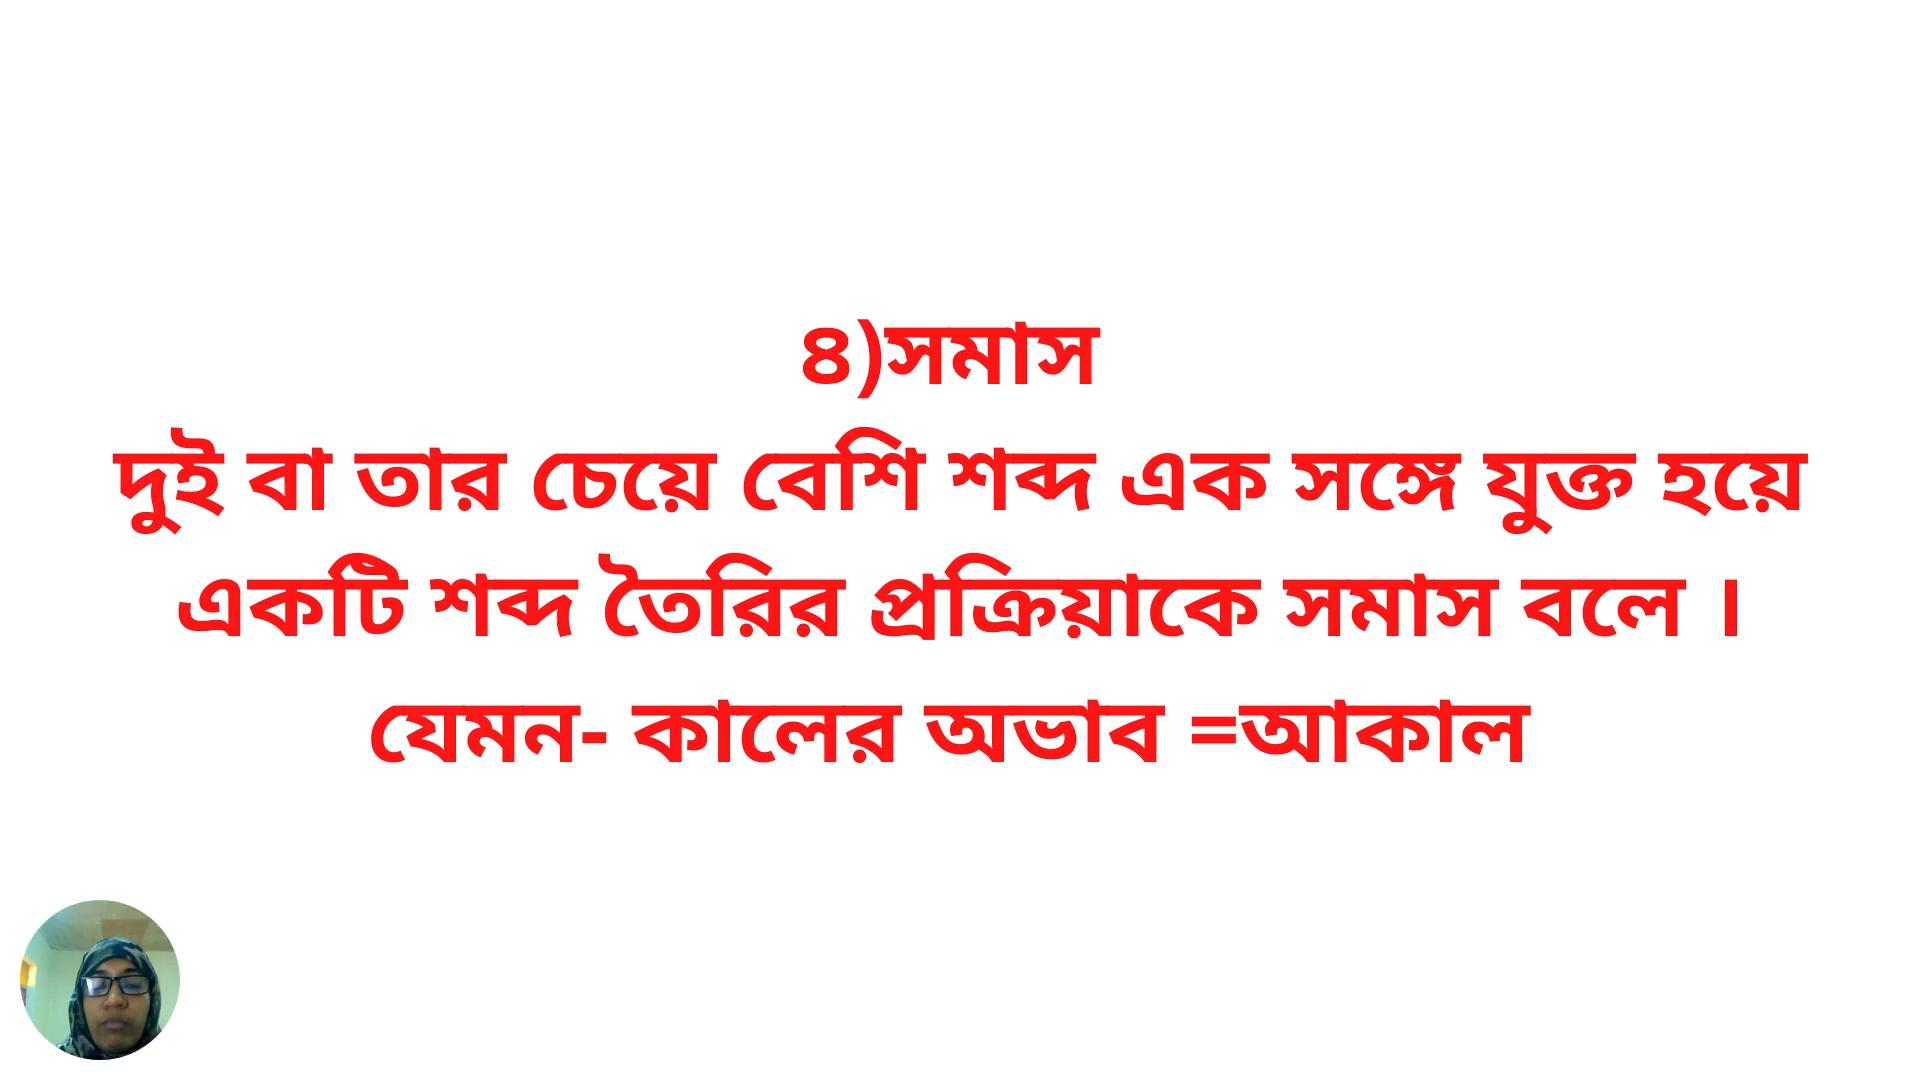 ৪)সমাস
দুই বা তার চেয়ে বেশি শব্দ এক সঙ্গে যুক্ত হয়ে
একটি শব্দ তৈরির প্রক্রিয়াকে সমাস বলে ।
যেমন- কালের অভাব =আকাল